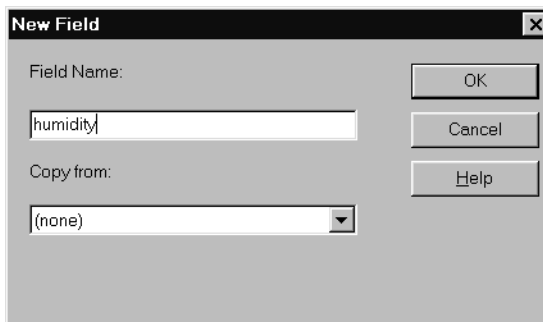 New Field
Field Name:
OK
humidity
Cancel
Copy from:
Help
(none)